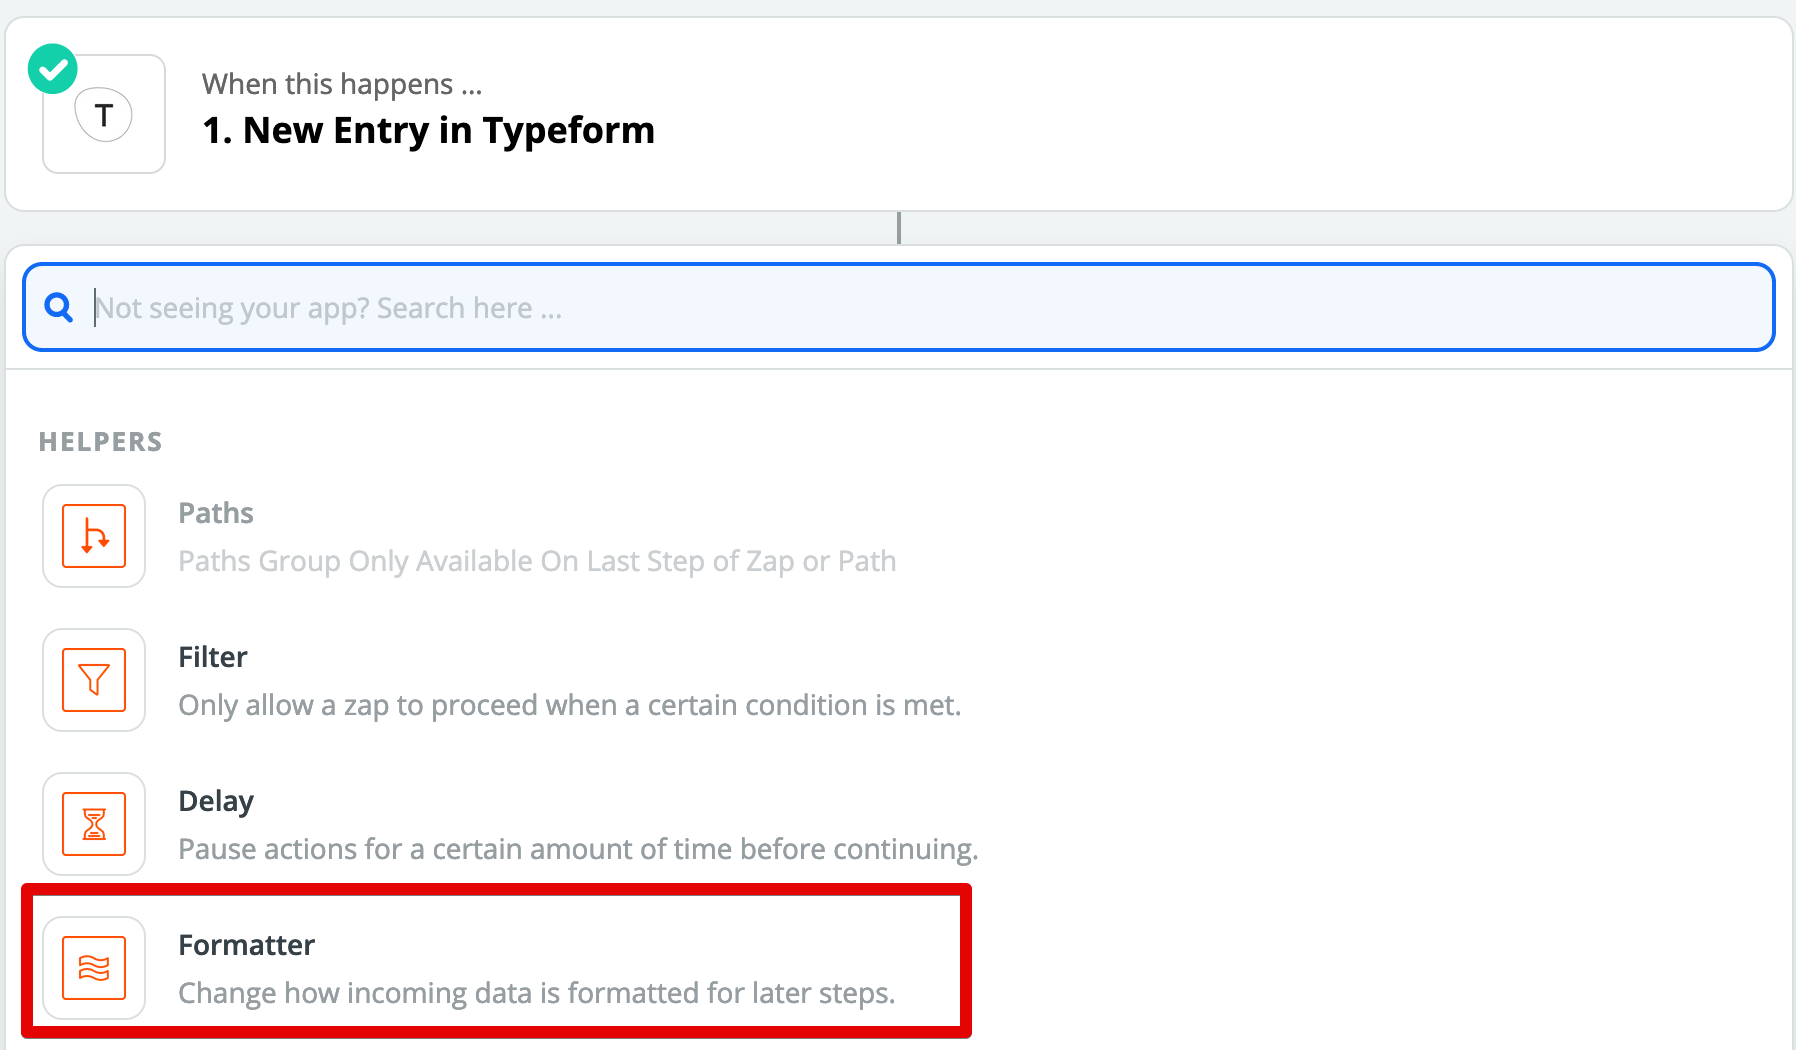 When this happens ...
T
1. New Entry in Typeform
Not seeing your app? Search here ...
HELPERS
Paths
Paths Group Only Available On Last Step of Zap or Path
Filter
Only allow a zap to proceed when a certain condition is met.
Delay
Pause actions for a certain amount of time before continuing.
Formatter
Change how incoming data is formatted for later steps.